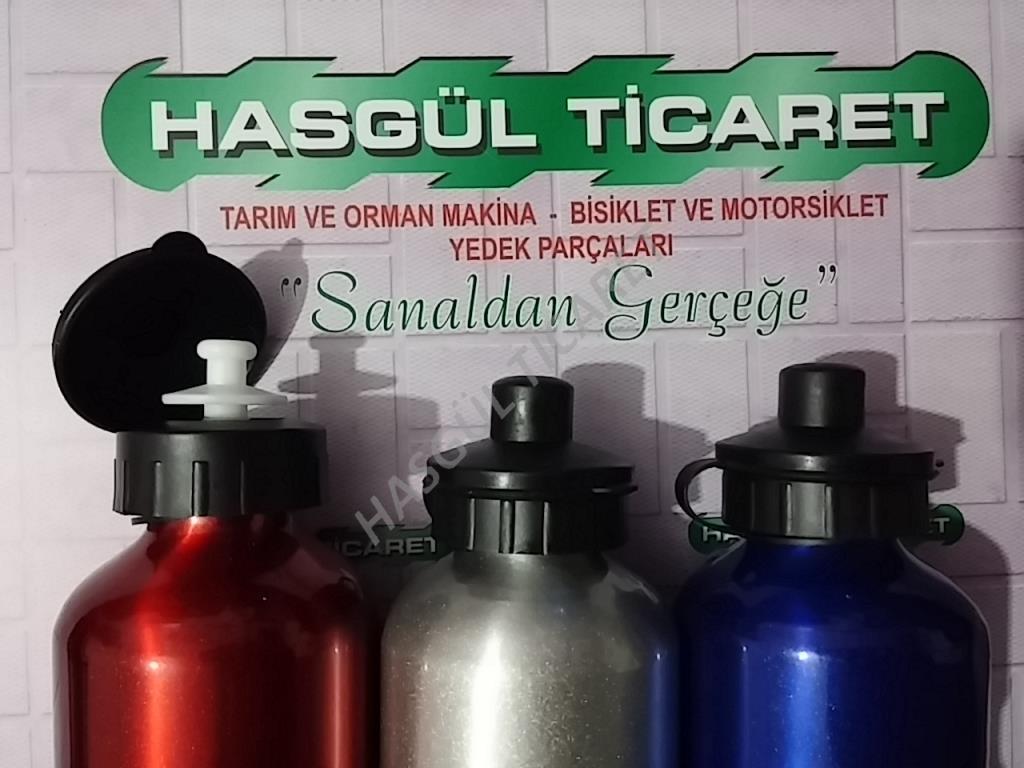 HASGÜL TİCARET
TARIM VE ORMAN MAKİNA - BİSİKLET VE MOTORSİKLET
YEDEK PARÇALARI
"Sanaldan Gerçeğe"
HASGÜL TİCARET
TİCARET